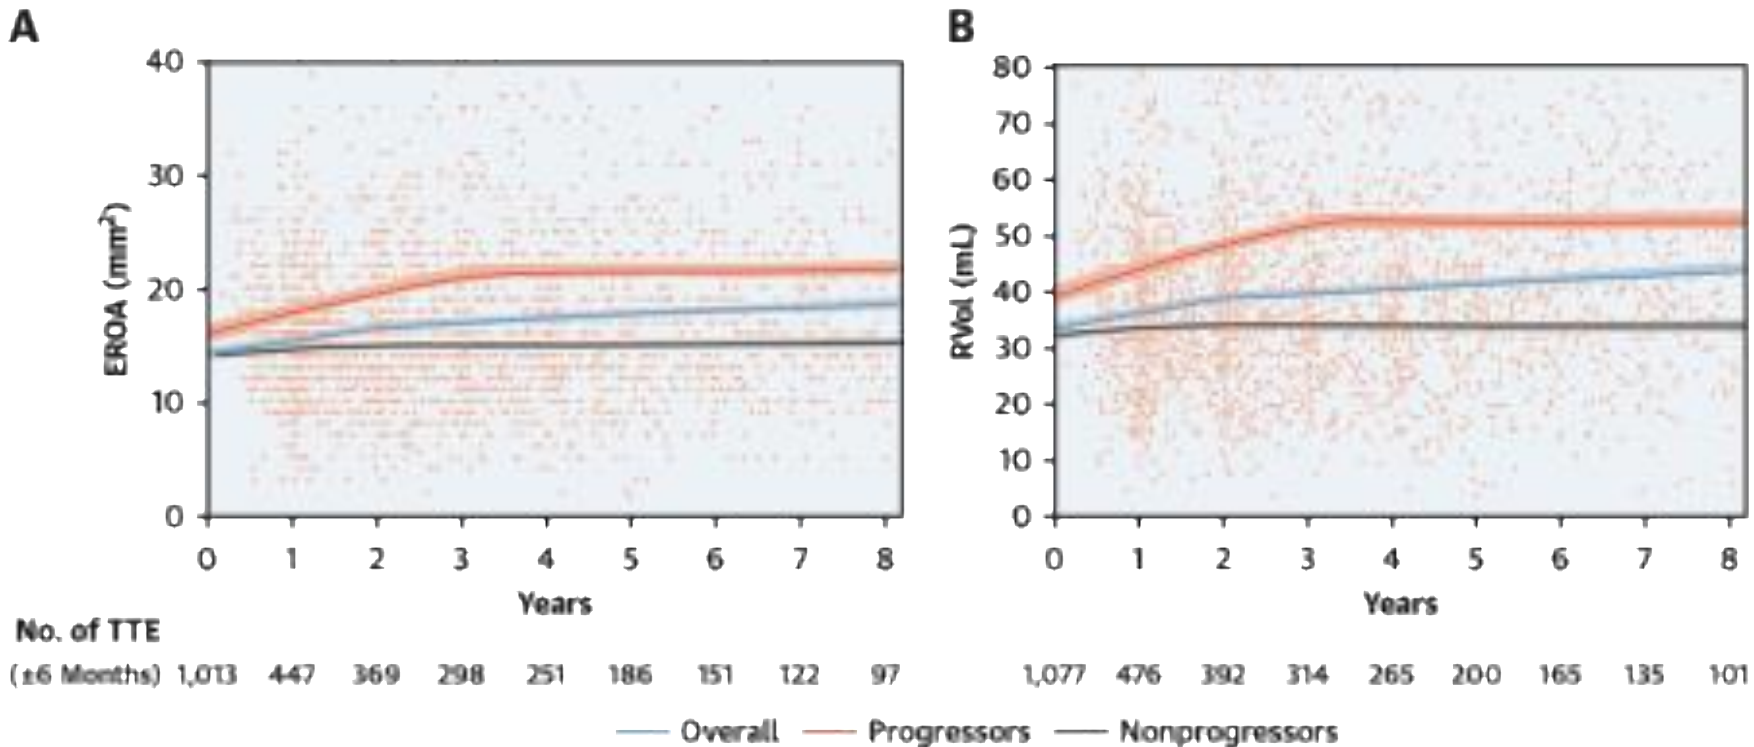 A
B
40
30
20
10
0
EROA (mm²)
0 1 2 3 4 5 6 7 8
Years
80
70
60
50
40
30
20
10
0
RVol (mL)
0 1 2 3 4 5 6 7 8
Years
No. of TTE
(±6 Months) 1,013 447 369 298 251 186 151 122 97
1,077 476 392 314 265 200 165 135 101
Overall Progressors Nonprogressors